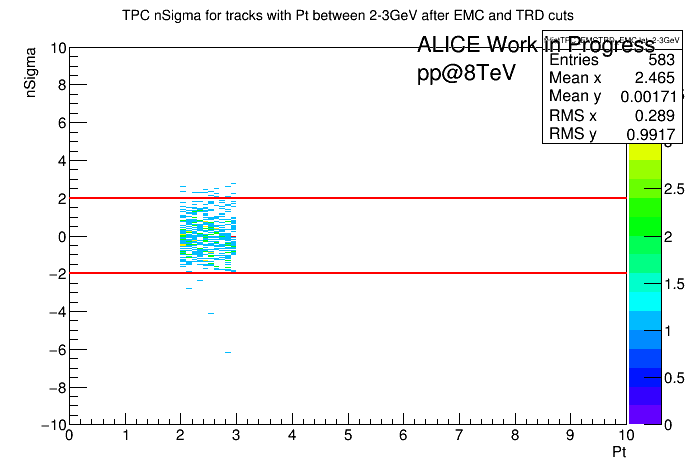 TPC nSigma for tracks with Pt between 2-3GeV after EMC and TRD cuts
nSigma
ALICE Work in Progress
pp@8TeV
Entries 583
Mean x 2.465
Mean y 0.00171
RMS x 0.289
RMS y 0.9917
10
8
6
4
2
0
−2
−4
−6
−8
−10
0 1 2 3 4 5 6 7 8 9 10
Pt
2.5
2
1.5
1
0.5
0